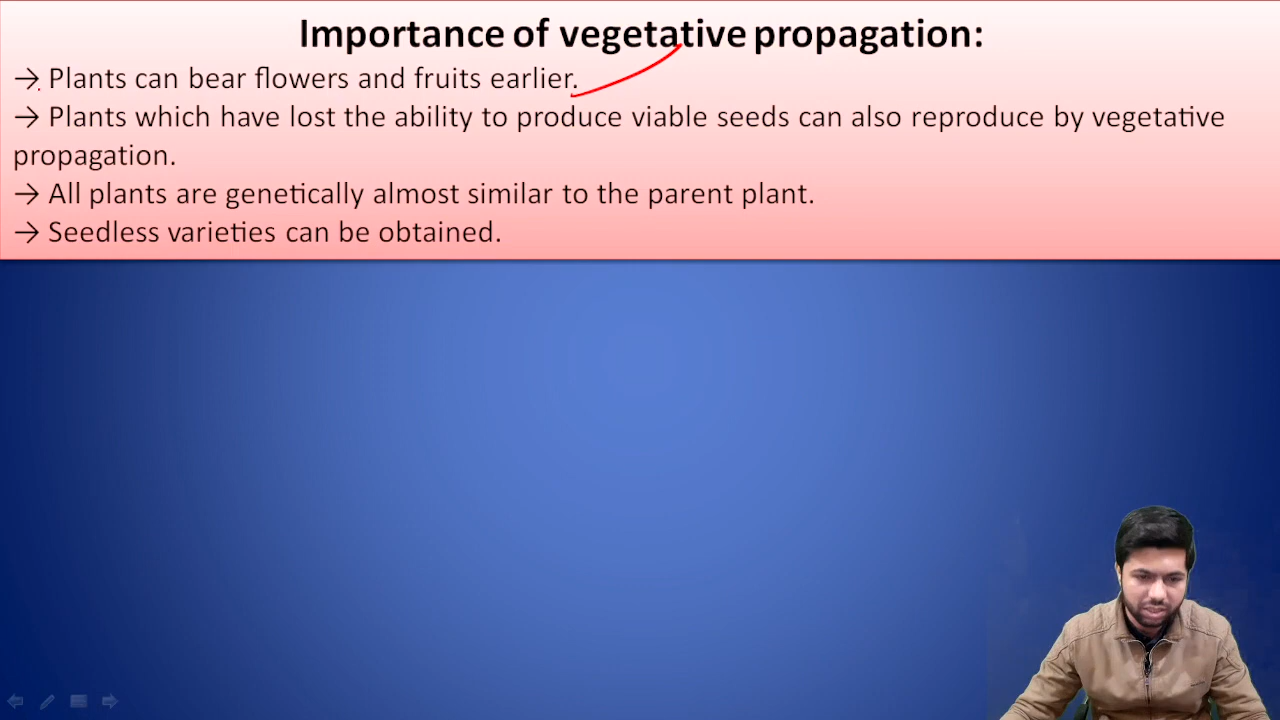 Importance of vegetative propagation:
→ Plants can bear flowers and fruits earlier.
→ Plants which have lost the ability to produce viable seeds can also reproduce by vegetative
propagation.
→ All plants are genetically almost similar to the parent plant.
→ Seedless varieties can be obtained.